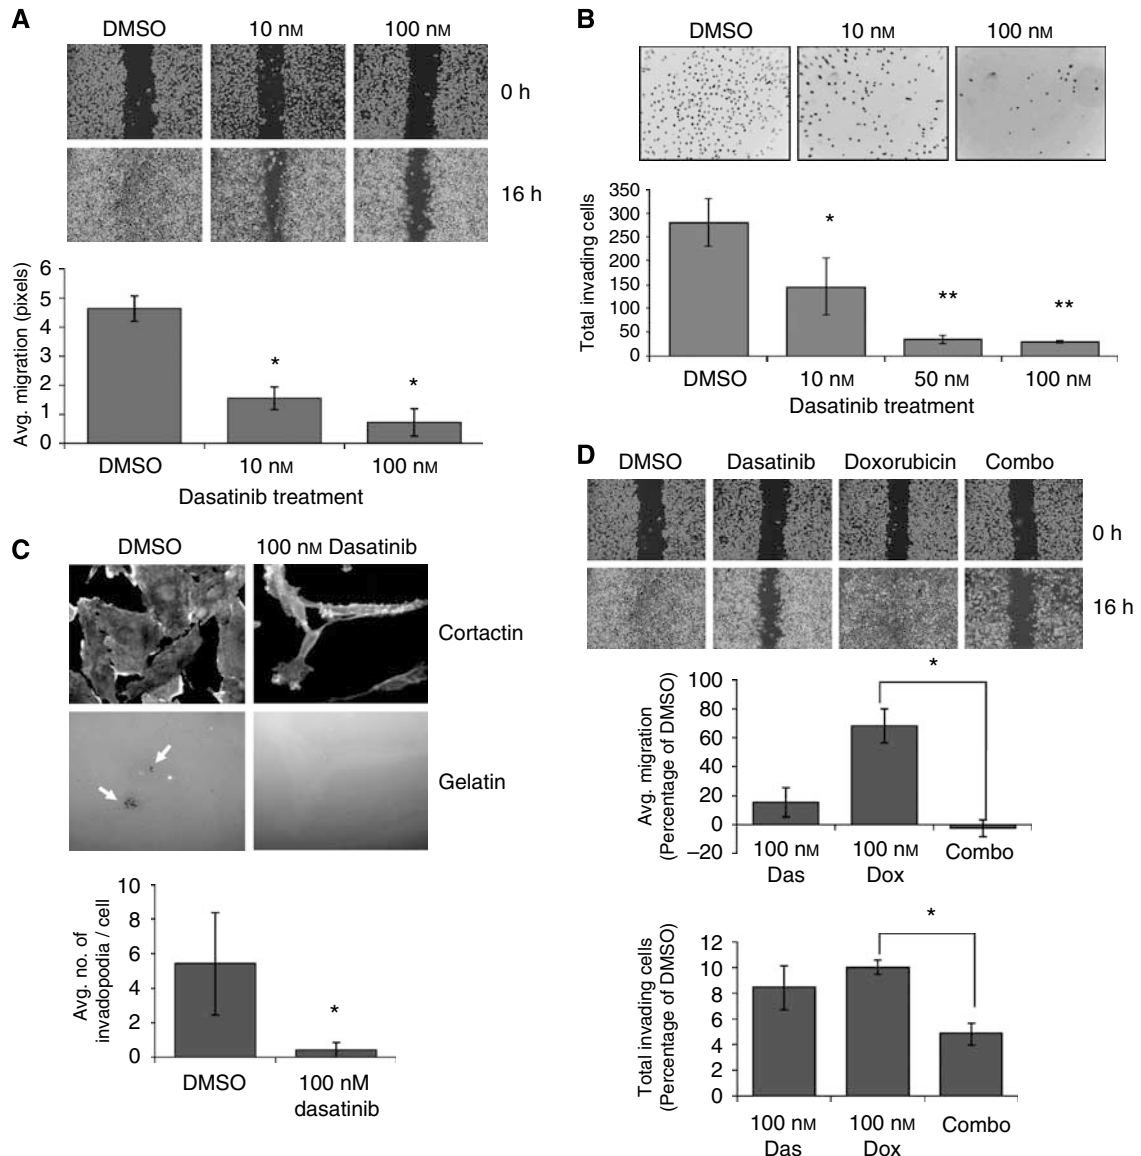 A
DMSO 10 nM 100 nM
0 h
16 h
Avg. migration (pixels)
6
5
4
3
2
1
0
* *
DMSO 10 nM 100 nM
Dasatinib treatment
B
DMSO 10 nM 100 nM
Total invading cells
350
300
250
200
150
100
50
0
* ** **
DMSO 10 nM 50 nM 100 nM
Dasatinib treatment
C
DMSO 100 nM Dasatinib
Cortactin
Gelatin
Avg. no. of
invadopodia / cell
10
8
6
4
2
0
*
DMSO 100 nM
dasatinib
D
DMSO Dasatinib Doxorubicin Combo
0 h
16 h
Avg. migration
(Percentage of DMSO)
100
80
60
40
20
0
–20
*
100 nM 100 nM Combo
Das Dox
Total invading cells
(Percentage of DMSO)
12
10
8
6
4
2
0
*
100 nM 100 nM Combo
Das Dox